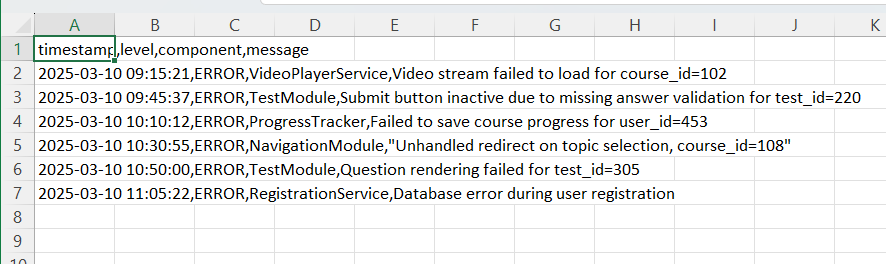 A B C D E F G H I J K
1 timestamp,level,component,message
2 2025-03-10 09:15:21,ERROR,VideoPlayerService,Video stream failed to load for course_id=102
3 2025-03-10 09:45:37,ERROR,TestModule,Submit button inactive due to missing answer validation for test_id=220
4 2025-03-10 10:10:12,ERROR,ProgressTracker,Failed to save course progress for user_id=453
5 2025-03-10 10:30:55,ERROR,NavigationModule,"Unhandled redirect on topic selection, course_id=108"
6 2025-03-10 10:50:00,ERROR,TestModule,Question rendering failed for test_id=305
7 2025-03-10 11:05:22,ERROR,RegistrationService,Database error during user registration
8
9
10